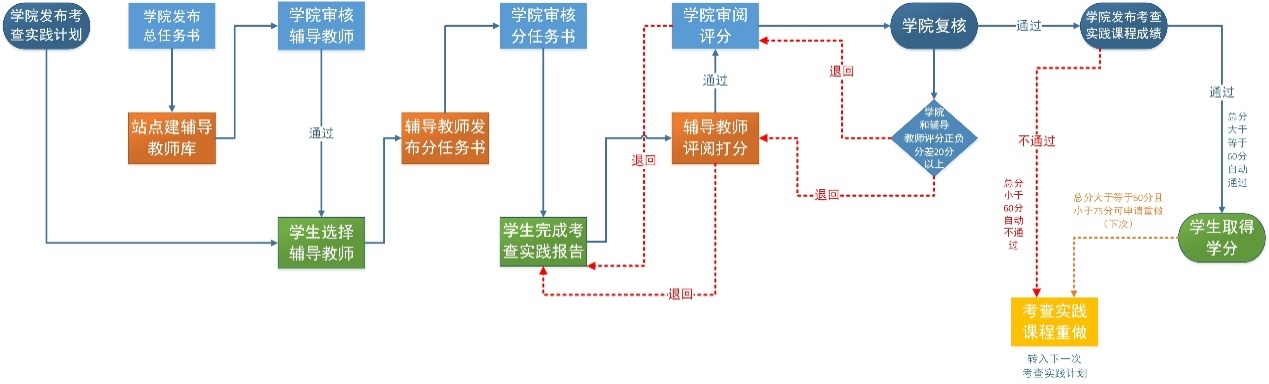 学院发布考
查实践计划
学院发布
总任务书
学院审核
辅导教师
学院审核
分任务书
学院审阅
评分
学院复核
通过
学院发布考查
实践课程成绩
站点建辅导
教师库
通过
辅导教师发
布分任务书
通过
辅导教师
评阅打分
退回
退回
退回
学院
和辅导
教师评分正负
分差20分
以上
不通过
总分
小于
60分
自动
不通
过
通过
总分
大于
等于
60分
自动
通过
总分大于等于60分且
小于75分可申请重做
（下次）
学生选择
辅导教师
学生完成考
查实践报告
退回
学生取得
学分
考查实践
课程重做
转入下一次
考查实践计划